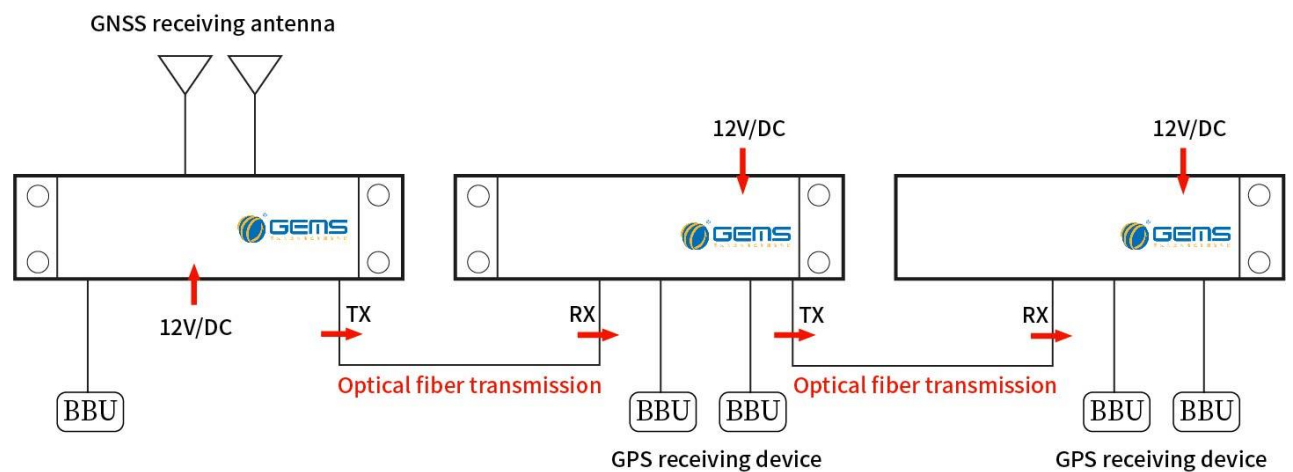 GNSS receiving antenna
12V/DC
12V/DC
GEMS
GEMS
GEMS
12V/DC
TX
RX
TX
RX
Optical fiber transmission
Optical fiber transmission
BBU
BBU
BBU
BBU
BBU
GPS receiving device
GPS receiving device